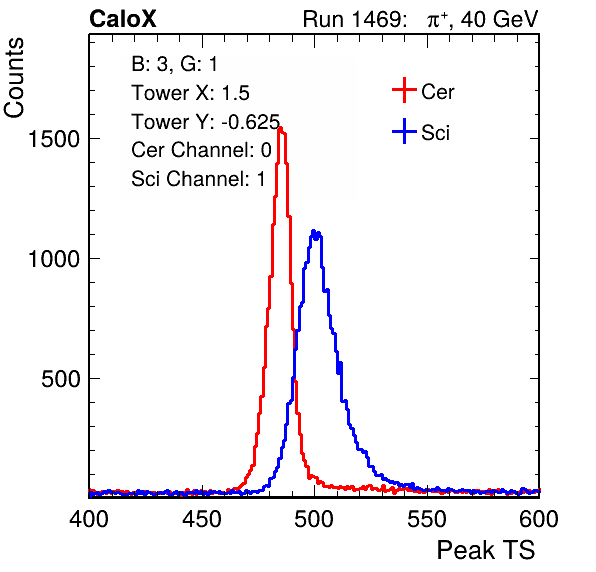 CaloX Run 1469: π⁺, 40 GeV
Counts
B: 3, G: 1
Tower X: 1.5
Tower Y: -0.625
Cer Channel: 0
Sci Channel: 1
Cer
Sci
1500
1000
500
400 450 500 550 600
Peak TS